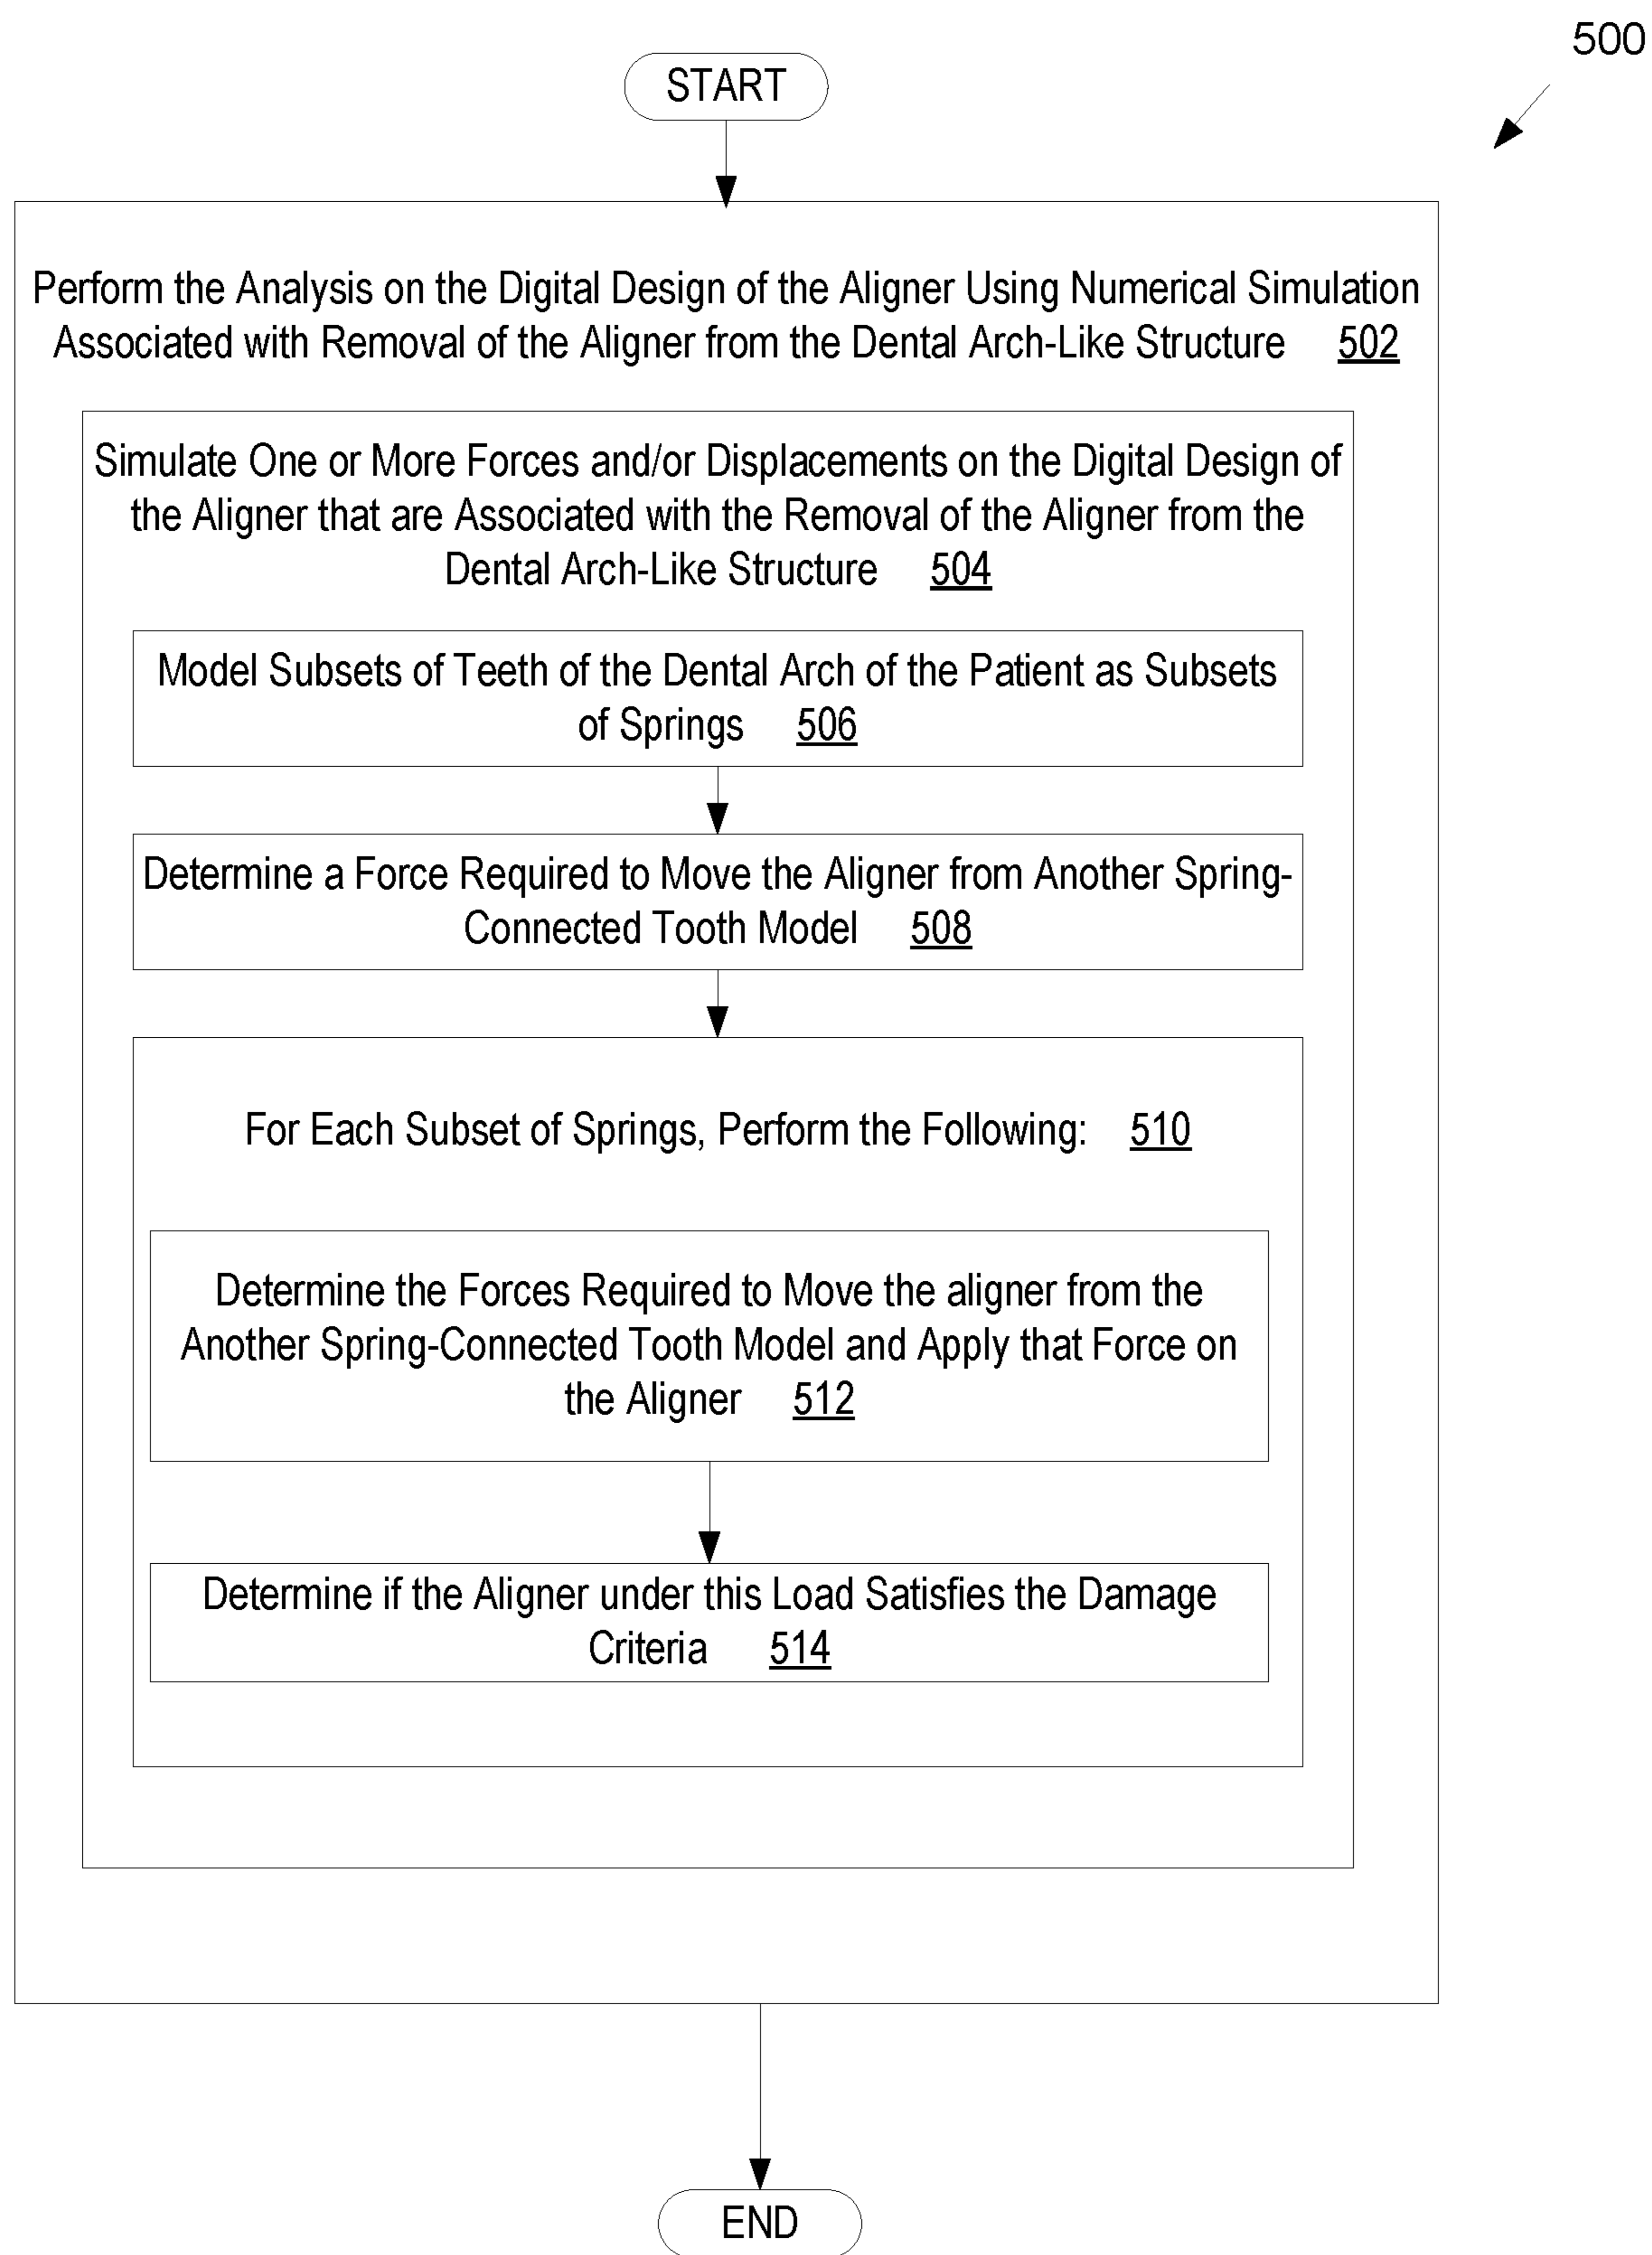 500
START
Perform the Analysis on the Digital Design of the Aligner Using Numerical Simulation
Associated with Removal of the Aligner from the Dental Arch-Like Structure 502
Simulate One or More Forces and/or Displacements on the Digital Design of
the Aligner that are Associated with the Removal of the Aligner from the
Dental Arch-Like Structure 504
Model Subsets of Teeth of the Dental Arch of the Patient as Subsets
of Springs 506
Determine a Force Required to Move the Aligner from Another Spring-
Connected Tooth Model 508
For Each Subset of Springs, Perform the Following: 510
Determine the Forces Required to Move the aligner from the
Another Spring-Connected Tooth Model and Apply that Force on
the Aligner 512
Determine if the Aligner under this Load Satisfies the Damage
Criteria 514
END